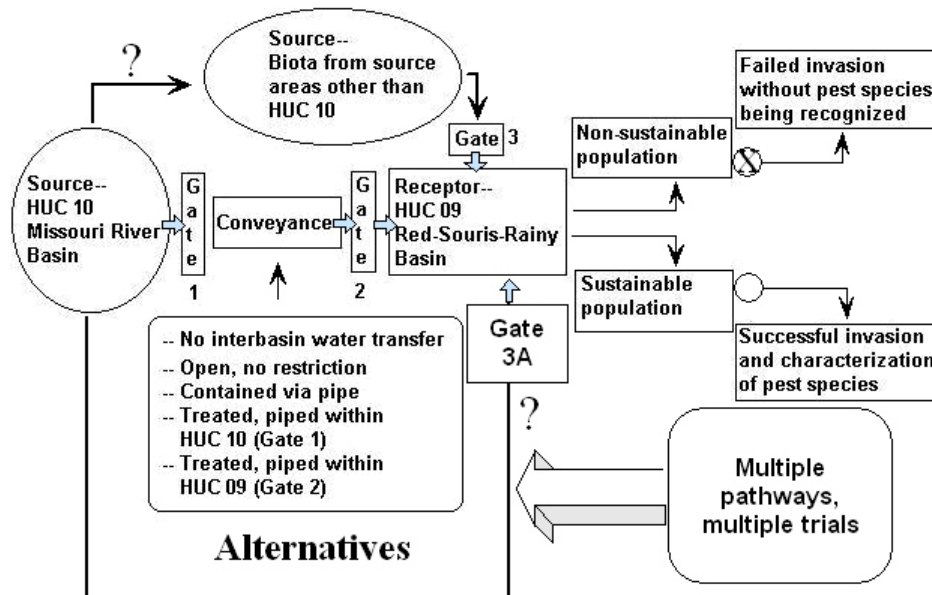 ?
Source--
Biota from source
areas other than
HUC 10
Failed invasion
without pest species
being recognized
Gate 3
Non-sustainable
population
X
Source--
HUC 10
Missouri River
Basin
Gate
1
Conveyance
Gate
2
Receptor--
HUC 09
Red-Souris-Rainy
Basin
Sustainable
population
Successful invasion
and characterization
of pest species
Gate
3A
-- No interbasin water transfer
-- Open, no restriction
-- Contained via pipe
-- Treated, piped within
HUC 10 (Gate 1)
-- Treated, piped within
HUC 09 (Gate 2)
?
Multiple
pathways,
multiple trials
Alternatives